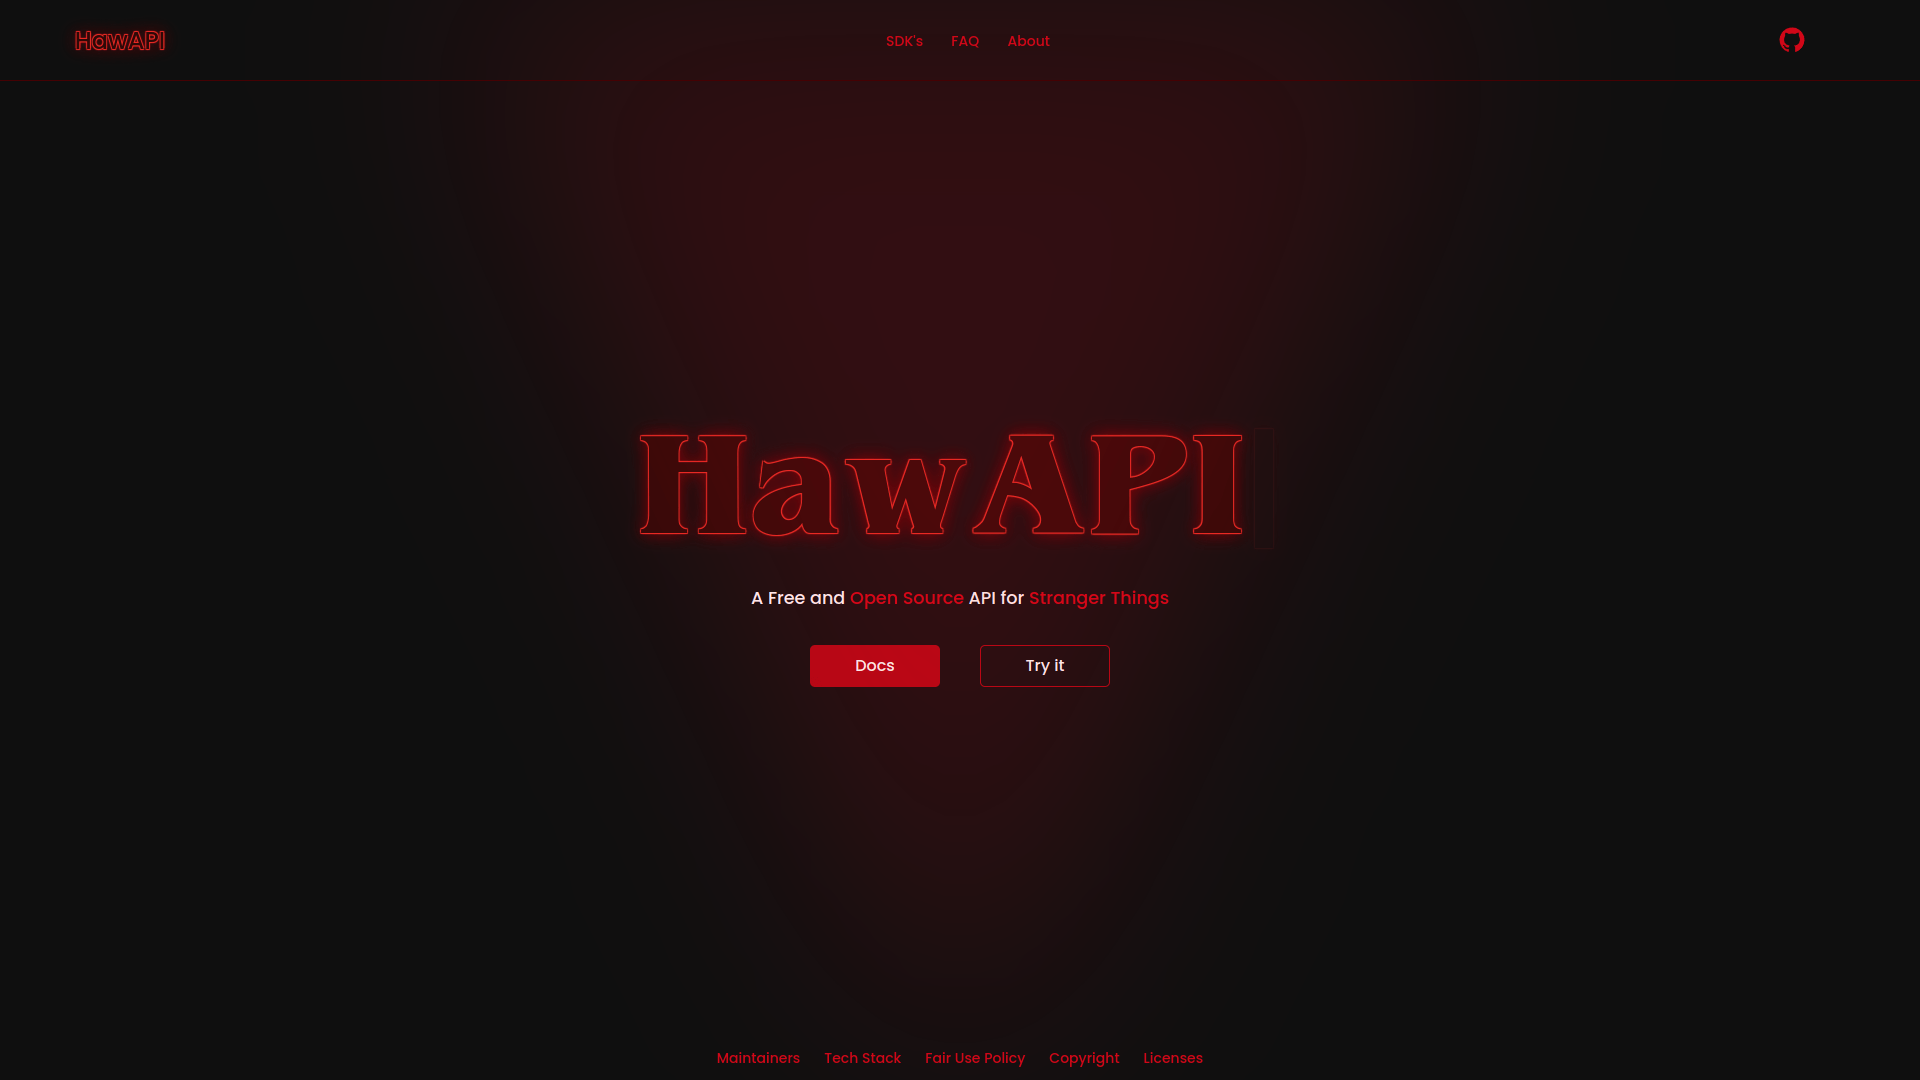 HawAPI
SDK's FAQ About
HawAPI
A Free and Open Source API for Stranger Things
Docs Try it
Maintainers Tech Stack Fair Use Policy Copyright Licenses